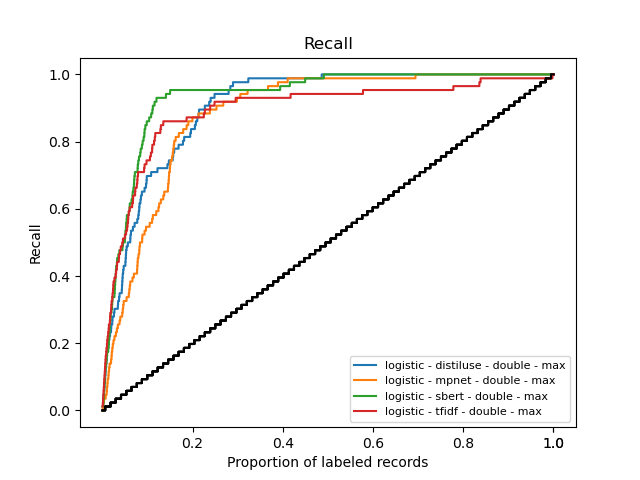 Recall
1.0
0.8
0.6
0.4
0.2
0.0
Recall
0.2
0.4
0.6
0.8
1.0
1.0
Proportion of labeled records
logistic - distiluse - double - max
logistic - mpnet - double - max
logistic - sbert - double - max
logistic - tfidf - double - max